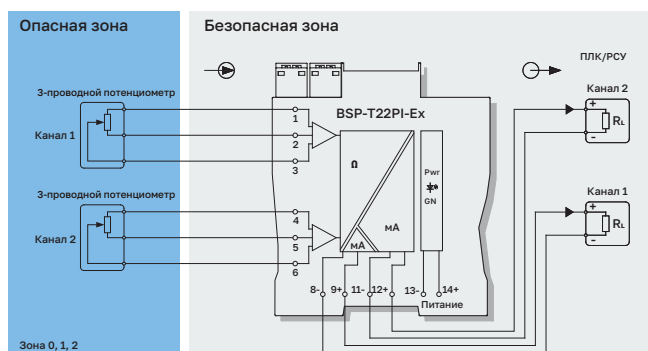 Опасная зона
Безопасная зона
ПЛК/РСУ
3-проводной потенциометр
Канал 1
1
2
3
BSP-T22PI-Ex
Ω
мА
мА
Pwr
GN
Канал 2
+
-
RL
3-проводной потенциометр
Канал 2
4
5
6
Канал 1
+
-
RL
8- 9+ 11- 12+ 13- 14+
Питание
Зона 0, 1, 2